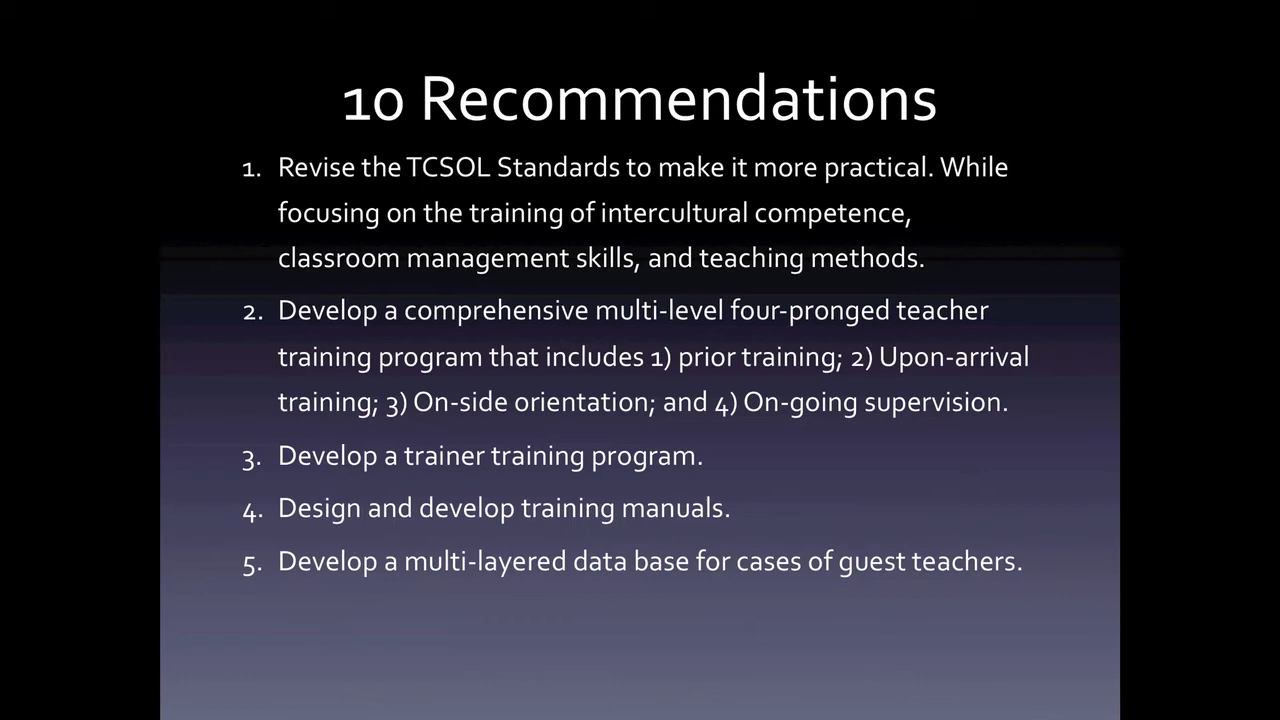 10 Recommendations
1. Revise the TCSOL Standards to make it more practical. While
focusing on the training of intercultural competence,
classroom management skills, and teaching methods.
2. Develop a comprehensive multi-level four-pronged teacher
training program that includes 1) prior training; 2) Upon-arrival
training; 3) On-side orientation; and 4) On-going supervision.
3. Develop a trainer training program.
4. Design and develop training manuals.
5. Develop a multi-layered data base for cases of guest teachers.